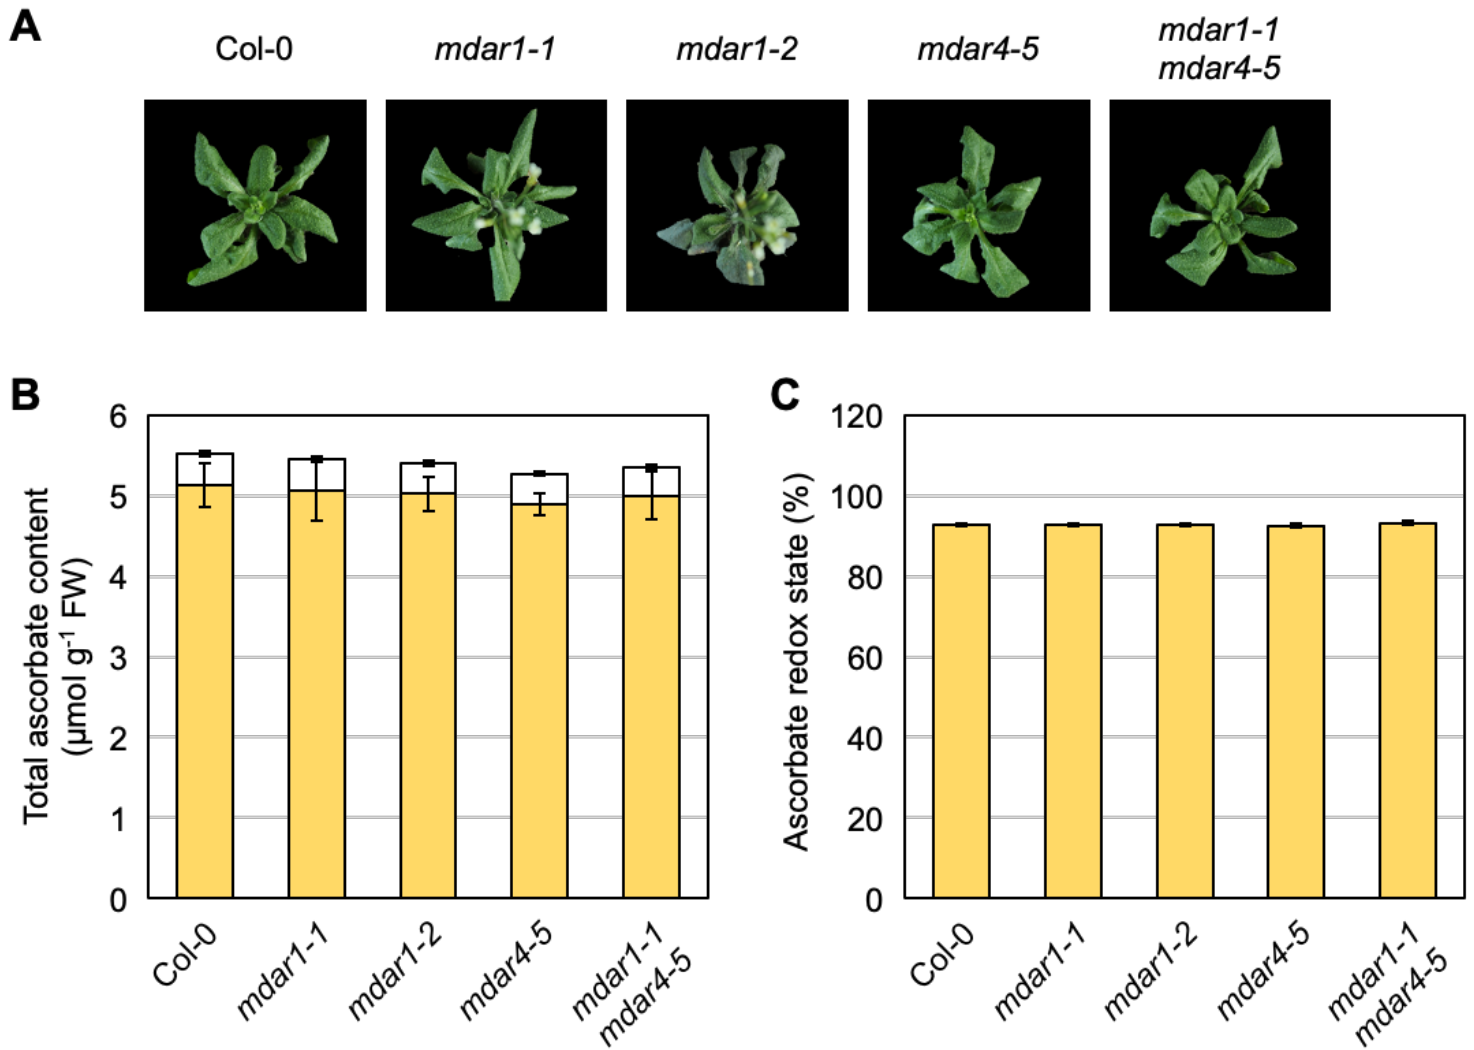 A
Col-0
mdar1-1
mdar1-2
mdar4-5
mdar1-1
mdar4-5
B
Total ascorbate content
(µmol g⁻¹ FW)
6
5
4
3
2
1
0
Col-0
mdar1-1
mdar1-2
mdar4-5
mdar1-1
mdar4-5
C
Ascorbate redox state (%)
120
100
80
60
40
20
0
Col-0
mdar1-1
mdar1-2
mdar4-5
mdar1-1
mdar4-5